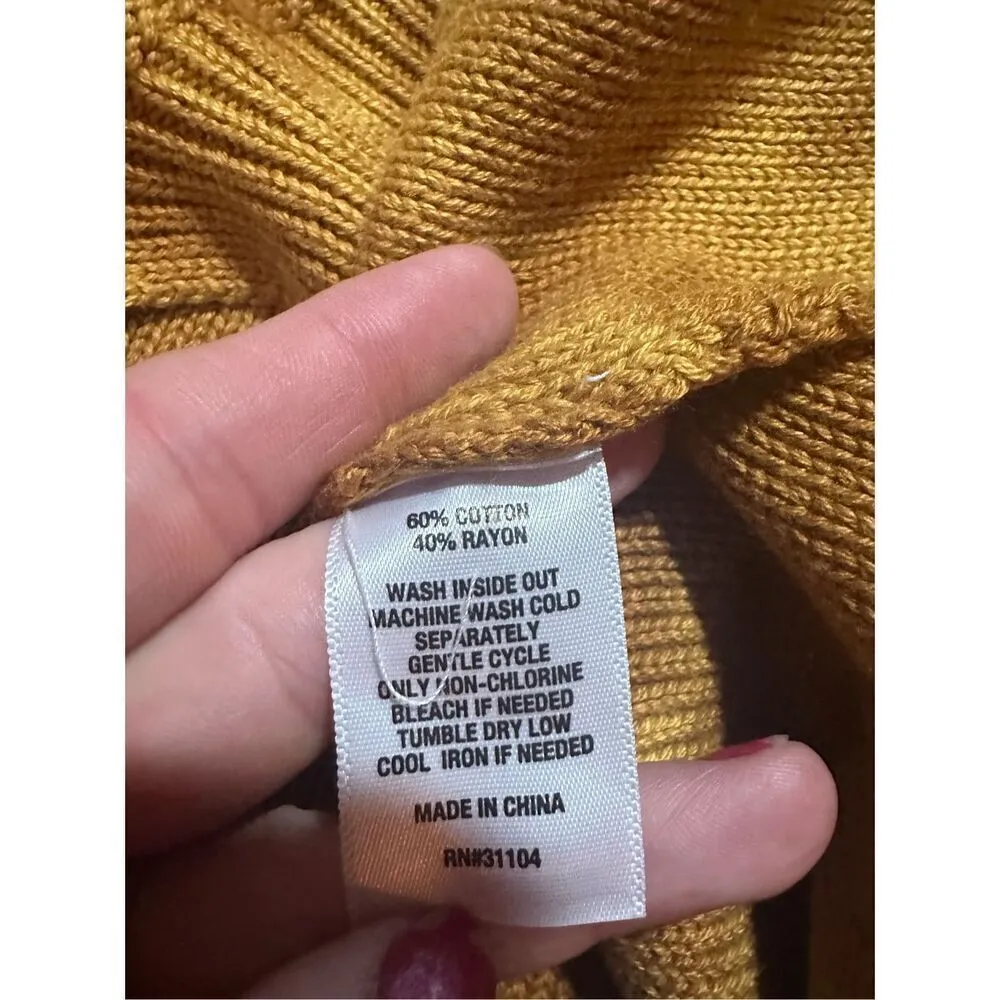 60% COTTON
40% RAYON
WASH INSIDE OUT
MACHINE WASH COLD
SEPARATELY
GENTLE CYCLE
ONLY NON-CHLORINE
BLEACH IF NEEDED
TUMBLE DRY LOW
COOL IRON IF NEEDED
MADE IN CHINA
RN#31104